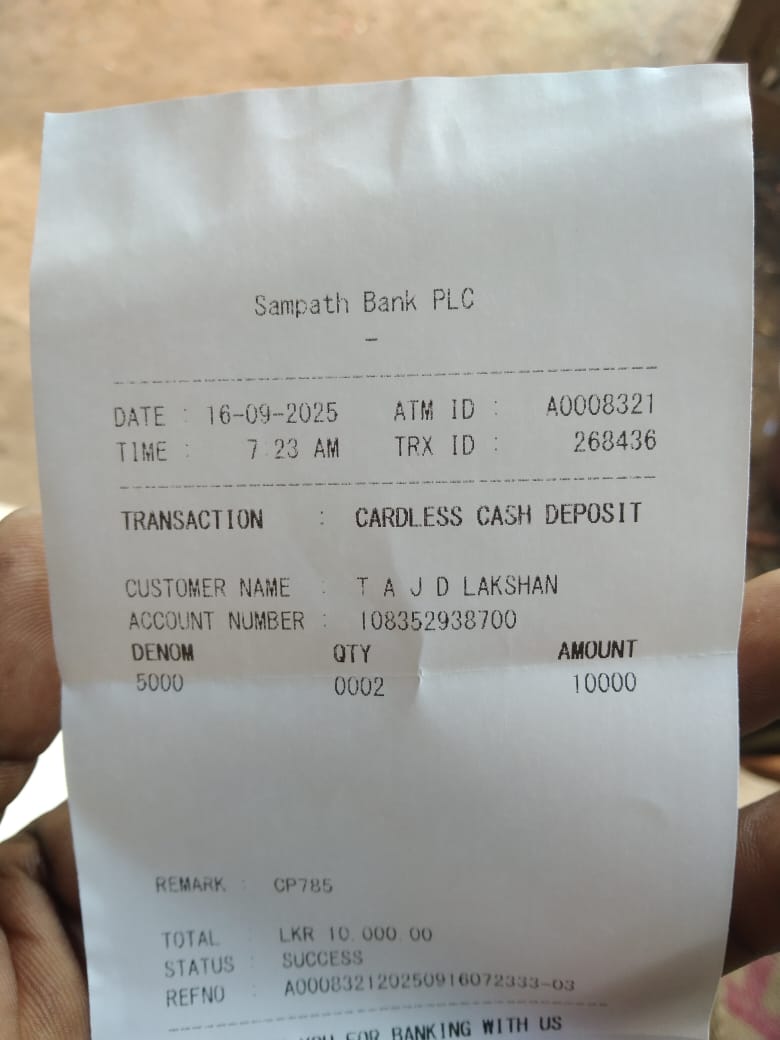 Sampath Bank PLC
-
DATE : 16-09-2025 ATM ID : A0008321
TIME : 7:23 AM TRX ID : 268436
TRANSACTION : CARDLESS CASH DEPOSIT
CUSTOMER NAME : T A J D LAKSHAN
ACCOUNT NUMBER : 108352938700
DENOM QTY AMOUNT
5000 0002 10000
REMARK : CP785
TOTAL : LKR 10,000.00
STATUS : SUCCESS
REFNO : A000832120250916072333-03
YOU FOR BANKING WITH US